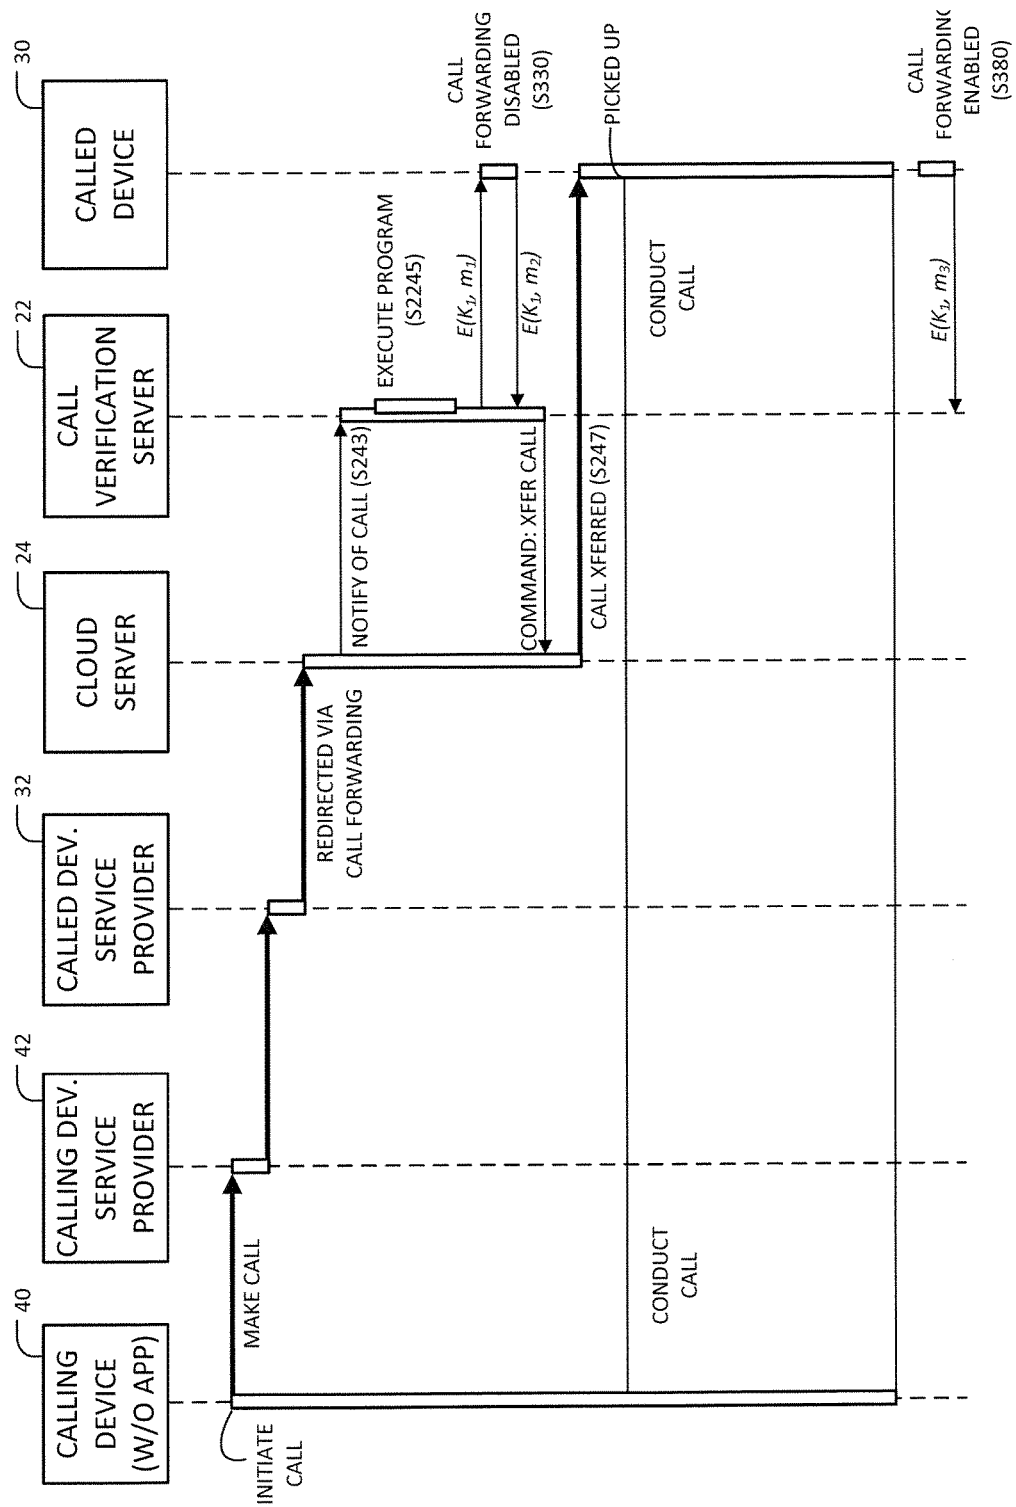 40
CALLING
DEVICE
(W/O APP)
42
CALLING DEV.
SERVICE
PROVIDER
32
CALLED DEV.
SERVICE
PROVIDER
24
CLOUD
SERVER
22
CALL
VERIFICATION
SERVER
30
CALLED
DEVICE
INITIATE
CALL
MAKE CALL
REDIRECTED VIA
CALL FORWARDING
NOTIFY OF CALL (S243)
EXECUTE PROGRAM
(S2245)
E(K₁, m₁)
CALL
FORWARDING
DISABLED
(S330)
E(K₁, m₂)
COMMAND: XFER CALL
CALL XFERRED (S247)
PICKED UP
CONDUCT
CALL
CONDUCT
CALL
E(K₁, m₃)
CALL
FORWARDIN
ENABLED
(S380)